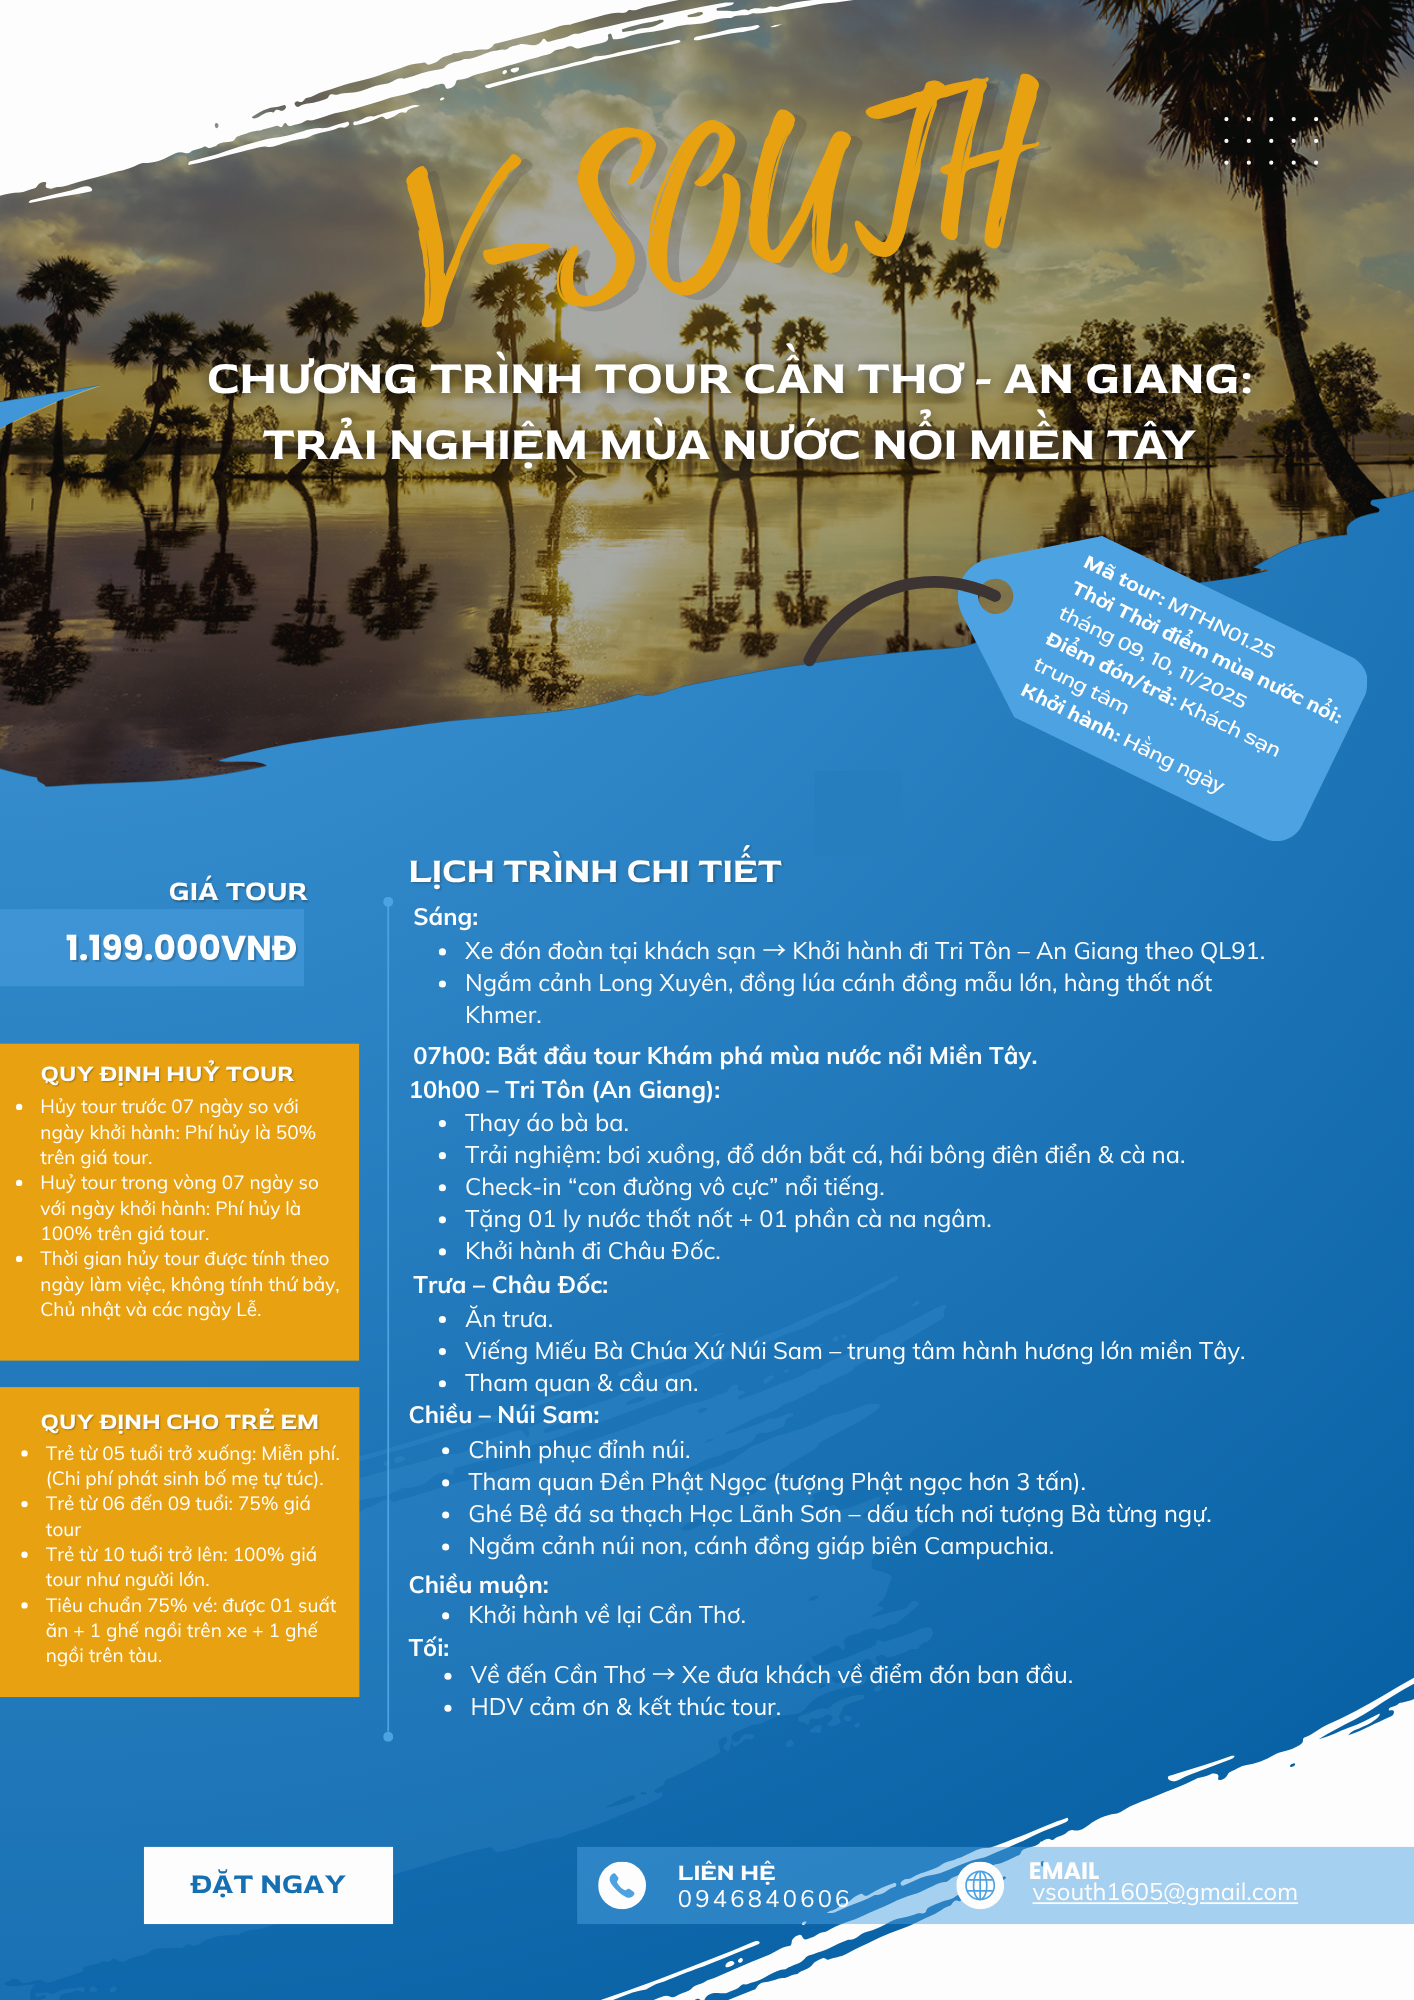 V-SOUTH
CHƯƠNG TRÌNH TOUR CẦN THƠ - AN GIANG:
TRẢI NGHIỆM MÙA NƯỚC NỔI MIỀN TÂY
Mã tour: MTHN01.25
Thời Thời điểm mùa nước nổi:
tháng 09, 10, 11/2025
Điểm đón/trả: Khách sạn
trung tâm
Khởi hành: Hằng ngày
GIÁ TOUR
1.199.000VNĐ
QUY ĐỊNH HUỶ TOUR
• Hủy tour trước 07 ngày so với
ngày khởi hành: Phí hủy là 50%
trên giá tour.
• Huỷ tour trong vòng 07 ngày so
với ngày khởi hành: Phí hủy là
100% trên giá tour.
• Thời gian hủy tour được tính theo
ngày làm việc, không tính thứ bảy,
Chủ nhật và các ngày Lễ.
QUY ĐỊNH CHO TRẺ EM
• Trẻ từ 05 tuổi trở xuống: Miễn phí.
(Chi phí phát sinh bố mẹ tự túc).
• Trẻ từ 06 đến 09 tuổi: 75% giá
tour
• Trẻ từ 10 tuổi trở lên: 100% giá
tour như người lớn.
• Tiêu chuẩn 75% vé: được 01 suất
ăn + 1 ghế ngồi trên xe + 1 ghế
ngồi trên tàu.
LỊCH TRÌNH CHI TIẾT
Sáng:
• Xe đón đoàn tại khách sạn → Khởi hành đi Tri Tôn – An Giang theo QL91.
• Ngắm cảnh Long Xuyên, đồng lúa cánh đồng mẫu lớn, hàng thốt nốt
Khmer.
07h00: Bắt đầu tour Khám phá mùa nước nổi Miền Tây.
10h00 – Tri Tôn (An Giang):
• Thay áo bà ba.
• Trải nghiệm: bơi xuồng, đổ dớn bắt cá, hái bông điên điển & cà na.
• Check-in “con đường vô cực” nổi tiếng.
• Tặng 01 ly nước thốt nốt + 01 phần cà na ngâm.
• Khởi hành đi Châu Đốc.
Trưa – Châu Đốc:
• Ăn trưa.
• Viếng Miếu Bà Chúa Xứ Núi Sam – trung tâm hành hương lớn miền Tây.
• Tham quan & cầu an.
Chiều – Núi Sam:
• Chinh phục đỉnh núi.
• Tham quan Đền Phật Ngọc (tượng Phật ngọc hơn 3 tấn).
• Ghé Bệ đá sa thạch Học Lãnh Sơn – dấu tích nơi tượng Bà từng ngự.
• Ngắm cảnh núi non, cánh đồng giáp biên Campuchia.
Chiều muộn:
• Khởi hành về lại Cần Thơ.
Tối:
• Về đến Cần Thơ → Xe đưa khách về điểm đón ban đầu.
• HDV cảm ơn & kết thúc tour.
ĐẶT NGAY
LIÊN HỆ
0946840606
EMAIL
vsouth1605@gmail.com